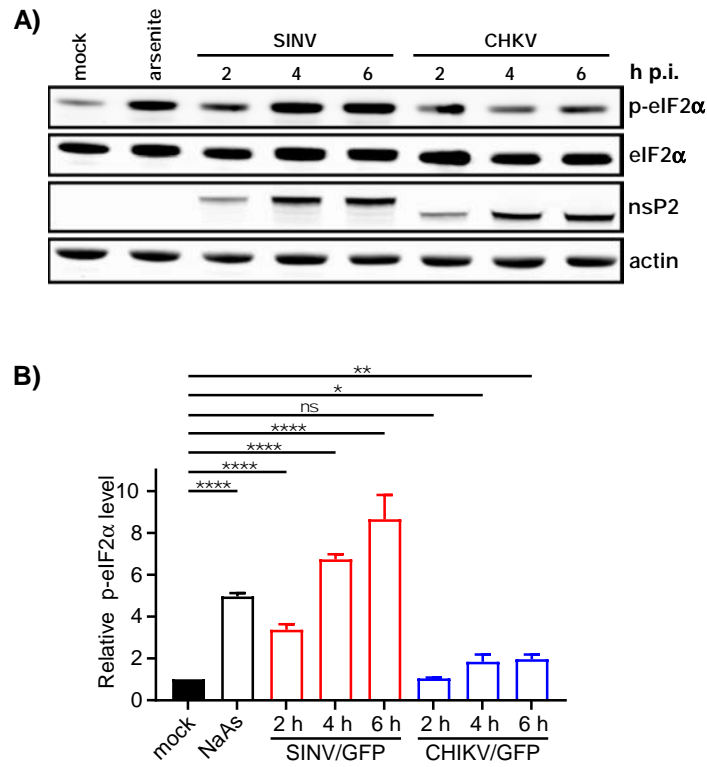 A)
mock arsenite SINV CHKV
2 4 6 2 4 6 h p.i.
p-eIF2α
eIF2α
nsP2
actin
B)
**
*
ns
****
****
****
****
Relative p-eIF2α level
10
8
6
4
2
0
mock NaAs 2 h 4 h 6 h 2 h 4 h 6 h
SINV/GFP CHIKV/GFP